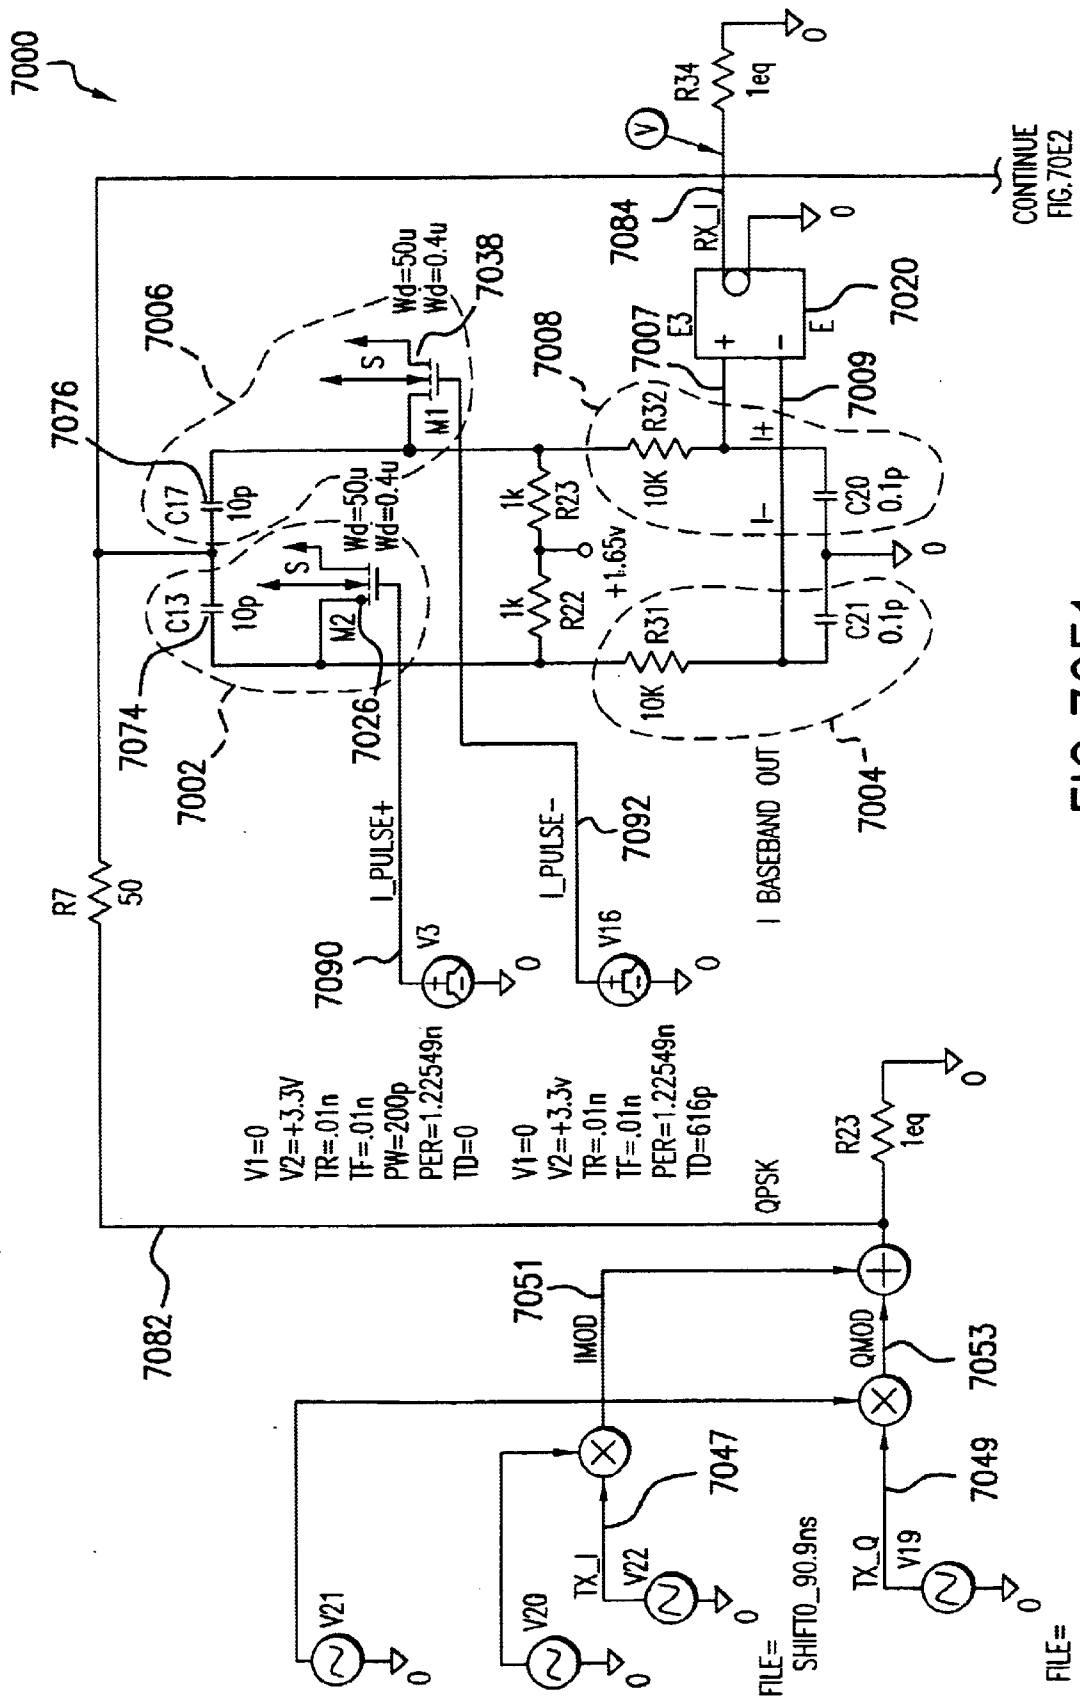 7000
R7
50
7074
7002
C13
10p
7076
C17
10p
7006
M2
7026
S
Wd=50u
Wd=0.4u
M1
S
7038
Wd=50u
Wd=0.4u
1k
R22
1k
R23
+1.65v
7008
10K
R31
10K
R32
I-
I+
C21
0.1p
C20
0.1p
0
7004
7007
7009
E3
+
-
E
7020
0
RX_I
7084
V
R34
1eq
0
CONTINUE
FIG.70E2
I_PULSE+
7090
V3
+
-
0
I_PULSE-
7092
V16
+
-
0
I BASEBAND OUT
V1=0
V2=+3.3V
TR=.01n
TF=.01n
PW=200p
PER=1.22549n
TD=0
V1=0
V2=+3.3v
TR=.01n
TF=.01n
PER=1.22549n
TD=616p
QPSK
R23
1eq
0
7082
7051
IMOD
QMOD
7053
7047
7049
V21
0
V20
0
TX_I
V22
0
TX_Q
V19
0
FILE=
SHIFT0_90.9ns
FILE=